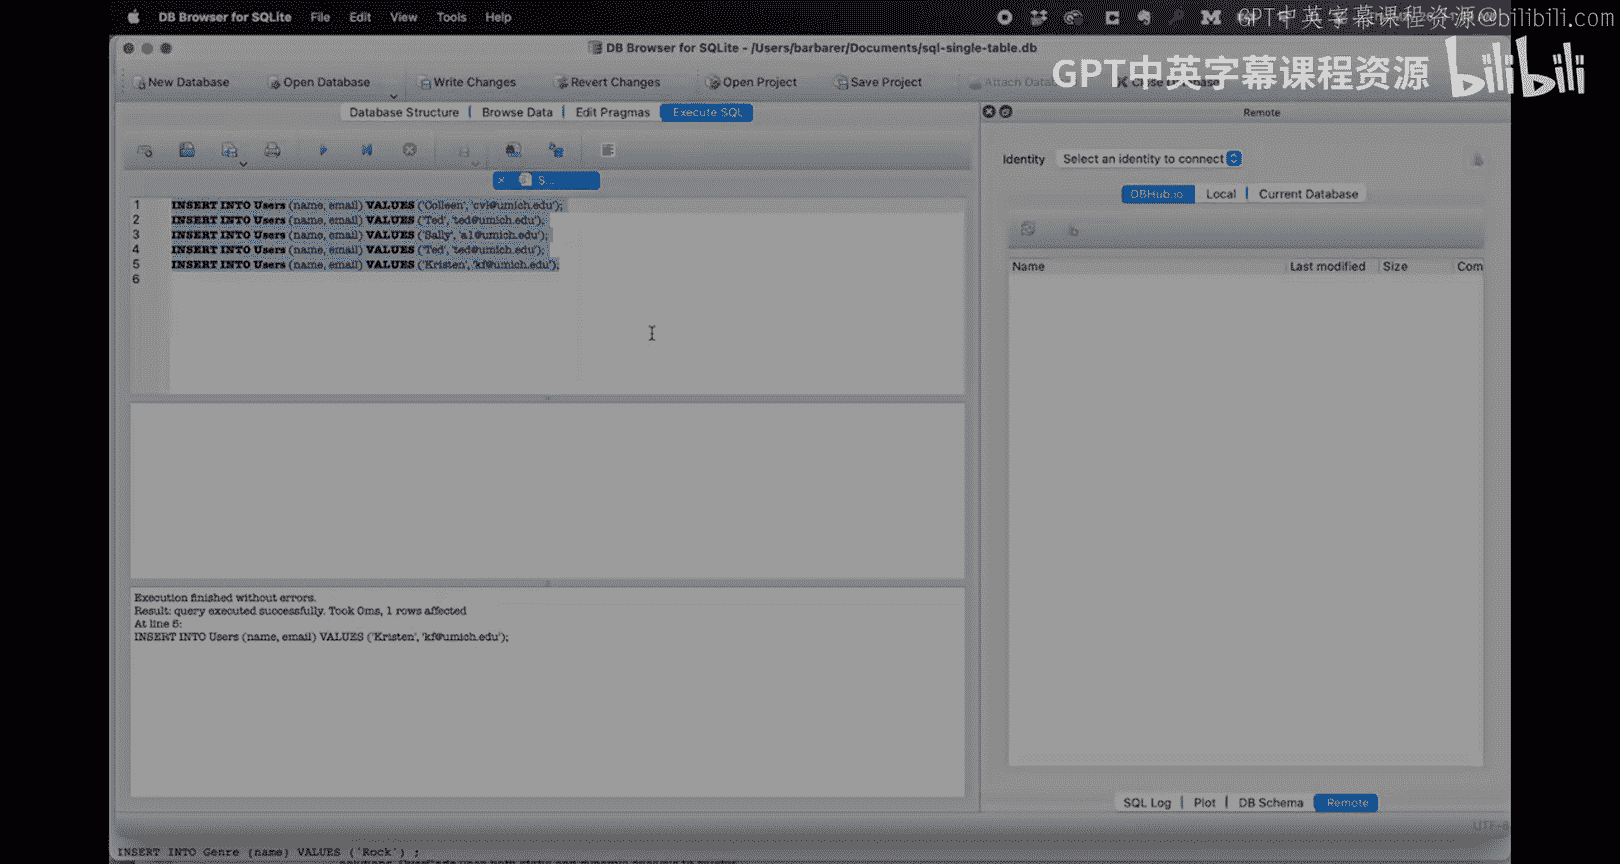 DB Browser for SQLite File Edit View Tools Help
GPT中英字幕课程资源@bilibili.com
DB Browser for SQLite - /Users/barbarer/Documents/sql-single-table.db
GPT中英字幕课程资源 bilibili
New Database Open Database Write Changes Revert Changes Open Project Save Project Attach Data Close Database
Database Structure Browse Data Edit Pragmas Execute SQL
Remote
Identity Select an identity to connect
S...
DBHub.io Local Current Database
1 INSERT INTO Users (name, email) VALUES ('Colleen', 'cvl@umich.edu');
2 INSERT INTO Users (name, email) VALUES ('Ted', 'ted@umich.edu');
3 INSERT INTO Users (name, email) VALUES ('Sally', 'a1@umich.edu');
4 INSERT INTO Users (name, email) VALUES ('Ted', 'ted@umich.edu');
5 INSERT INTO Users (name, email) VALUES ('Kristen', 'kf@umich.edu');
6
Name Last modified Size Com
Execution finished without errors.
Result: query executed successfully. Took 0ms, 1 rows affected
At line 5:
INSERT INTO Users (name, email) VALUES ('Kristen', 'kf@umich.edu');
SQL Log Plot DB Schema Remote
UTF-8
INSERT INTO Genre (name) VALUES ('Rock') ;